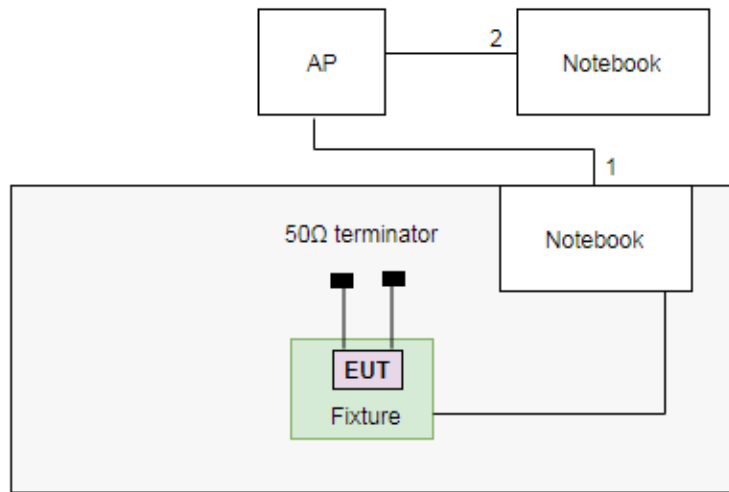 AP
2
Notebook
1
50Ω terminator
Notebook
EUT
Fixture